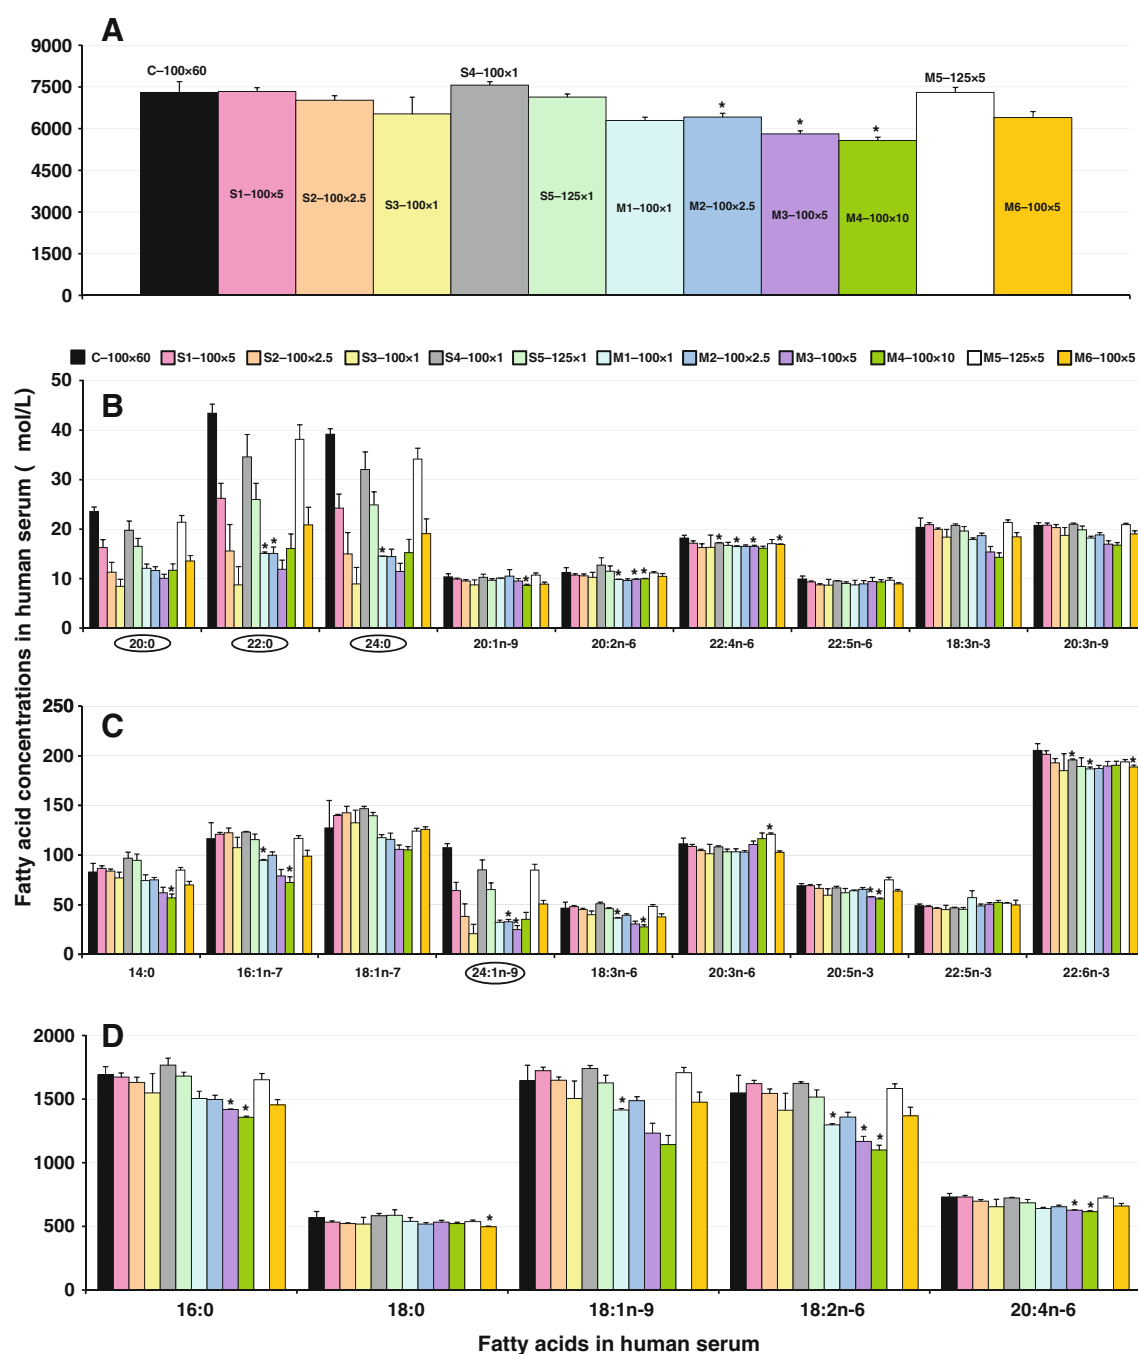 A
9000
7500
6000
4500
3000
1500
0
C–100×60
S1–100×5
S2–100×2.5
S3–100×1
S4–100×1
S5–125×1
M1–100×1
M2–100×2.5
*
M3–100×5
*
M4–100×10
*
M5–125×5
M6–100×5
C–100×60 S1–100×5 S2–100×2.5 S3–100×1 S4–100×1 S5–125×1 M1–100×1 M2–100×2.5 M3–100×5 M4–100×10 M5–125×5 M6–100×5
Fatty acid concentrations in human serum ( mol/L)
B
50
40
30
20
10
0
* * * * * * * * * * * *
20:0 22:0 24:0 20:1n-9 20:2n-6 22:4n-6 22:5n-6 18:3n-3 20:3n-9
C
250
200
150
100
50
0
* * * * * * * * * * * * * *
14:0 16:1n-7 18:1n-7 24:1n-9 18:3n-6 20:3n-6 20:5n-3 22:5n-3 22:6n-3
D
2000
1500
1000
500
0
* * * * * * * * *
16:0 18:0 18:1n-9 18:2n-6 20:4n-6
Fatty acids in human serum